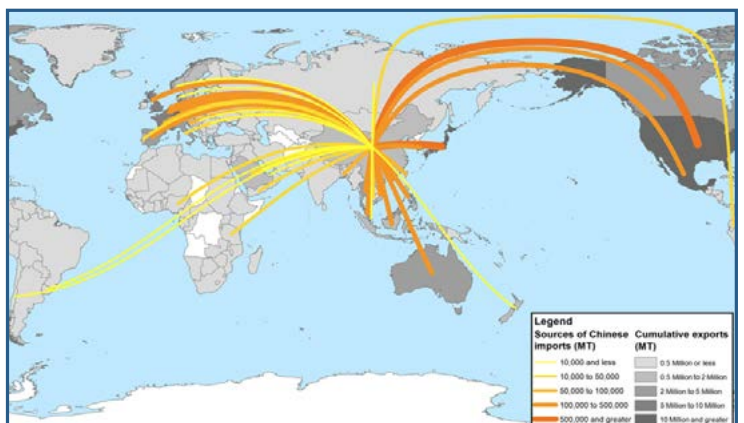 Legend
Sources of Chinese imports (MT)
10,000 and less
10,000 to 50,000
50,000 to 100,000
100,000 to 500,000
500,000 and greater
Cumulative exports (MT)
0.5 Million or less
0.5 Million to 2 Million
2 Million to 5 Million
5 Million to 10 Million
10 Million and greater